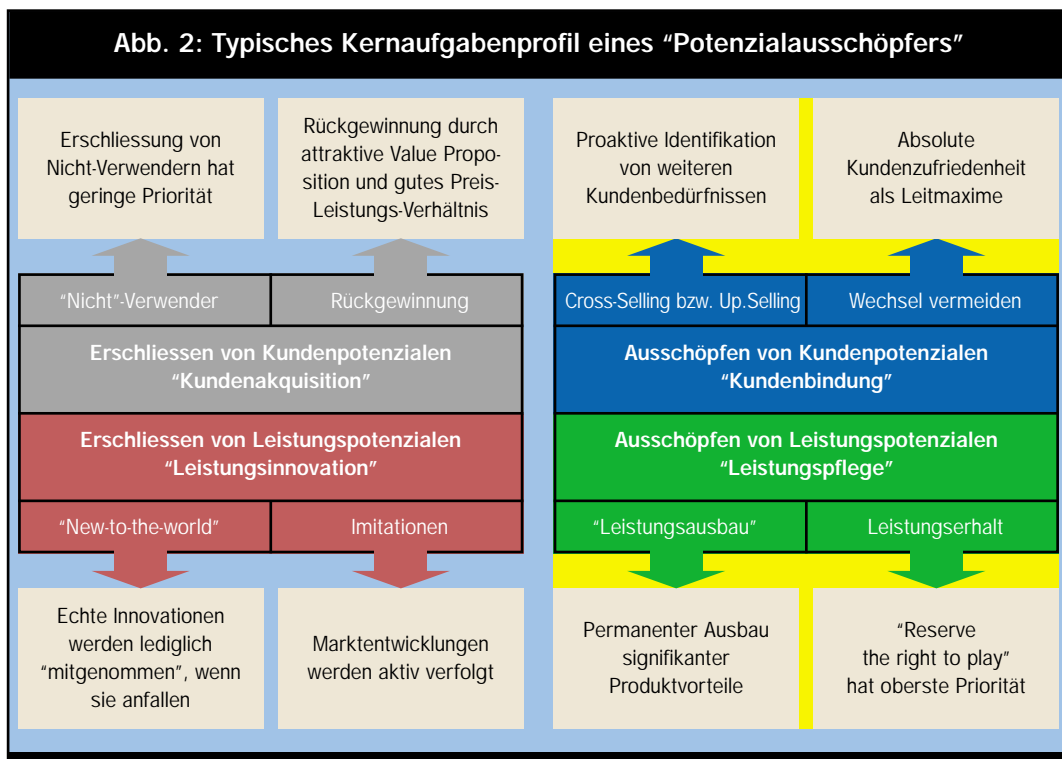 Abb. 2: Typisches Kernaufgabenprofil eines “Potenzialausschöpfers”
Erschliessung von
Nicht-Verwendern hat
geringe Priorität
Rückgewinnung durch
attraktive Value Propo-
sition und gutes Preis-
Leistungs-Verhältnis
Proaktive Identifikation
von weiteren
Kundenbedürfnissen
Absolute
Kundenzufriedenheit
als Leitmaxime
“Nicht”-Verwender
Rückgewinnung
Cross-Selling bzw. Up.Selling
Wechsel vermeiden
Erschliessen von Kundenpotenzialen
“Kundenakquisition”
Ausschöpfen von Kundenpotenzialen
“Kundenbindung”
Erschliessen von Leistungspotenzialen
“Leistungsinnovation”
Ausschöpfen von Leistungspotenzialen
“Leistungspflege”
“New-to-the-world”
Imitationen
“Leistungsausbau”
Leistungserhalt
Echte Innovationen
werden lediglich
“mitgenommen”, wenn
sie anfallen
Marktentwicklungen
werden aktiv verfolgt
Permanenter Ausbau
signifikanter
Produktvorteile
“Reserve
the right to play”
hat oberste Priorität